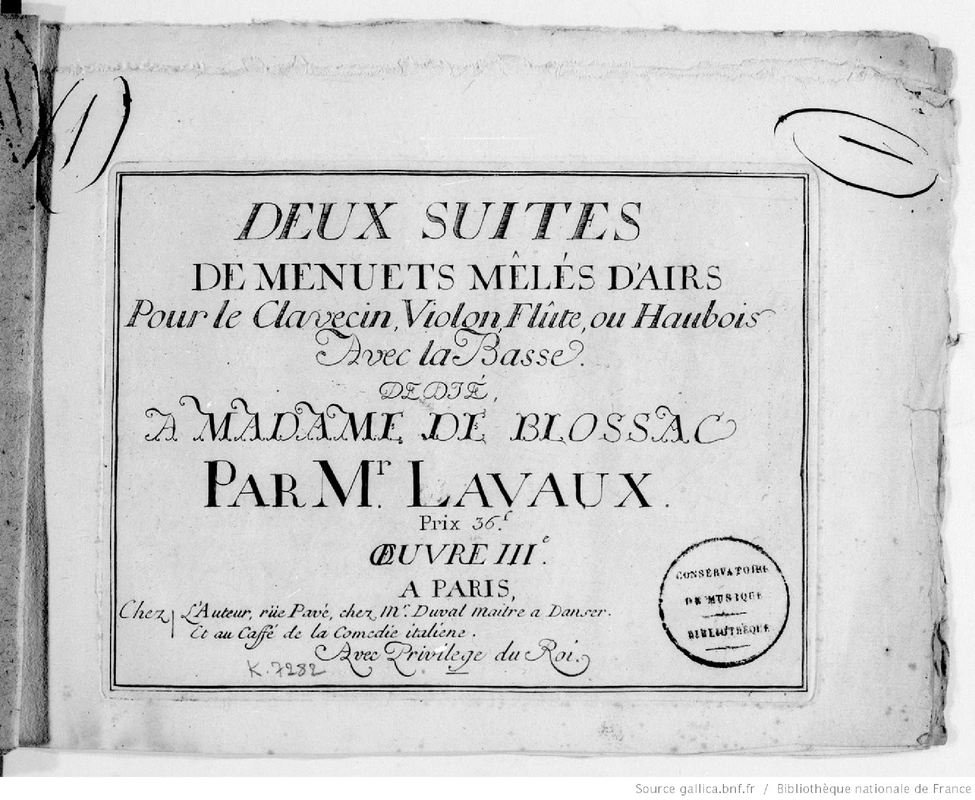 DEUX SUITES
DE MENUETS MÊLÉS D'AIRS
Pour le Clavecin, Violon, Flûte, ou Haubois
Avec la Basse.
DEDIÉ,
A MADAME DE BLOSSAC
PAR Mr. LAVAUX.
Prix 36.s
ŒUVRE IIIe.
A PARIS,
Chez L'Auteur, rüe Pavé, chez Mr. Duval maitre a Danser.
Et au Caffé de la Comedie italiene.
Avec Privilege du Roi.
K. 7282
CONSERVATOIRE
DE MUSIQUE
BIBLIOTHÈQUE
Source gallica.bnf.fr / Bibliothèque nationale de France